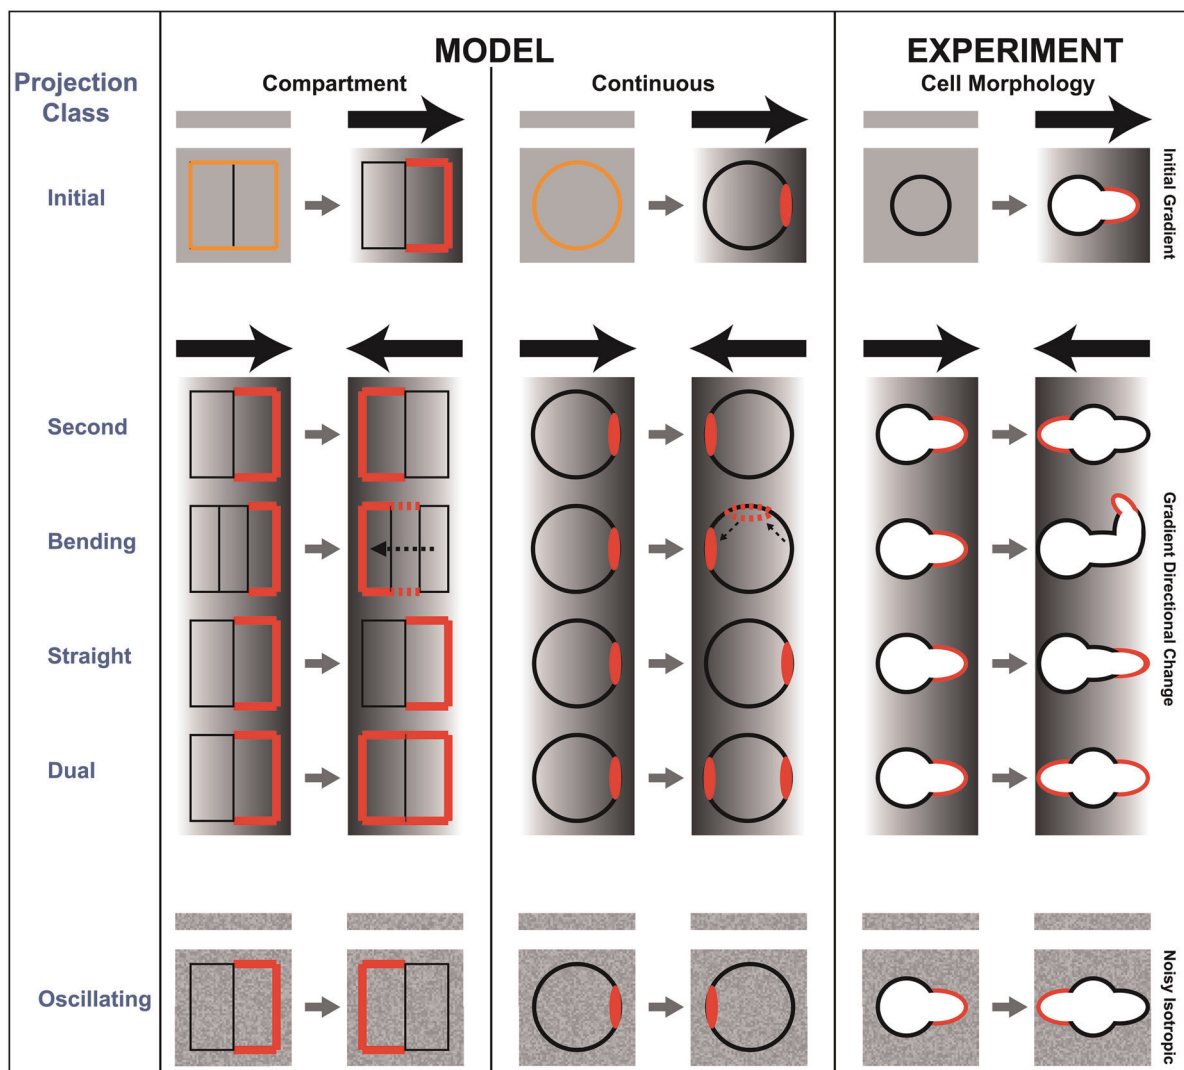 MODEL
EXPERIMENT
Projection
Class
Compartment
Continuous
Cell Morphology
Initial
Initial Gradient
Second
Bending
Straight
Dual
Gradient Directional Change
Oscillating
Noisy Isotropic